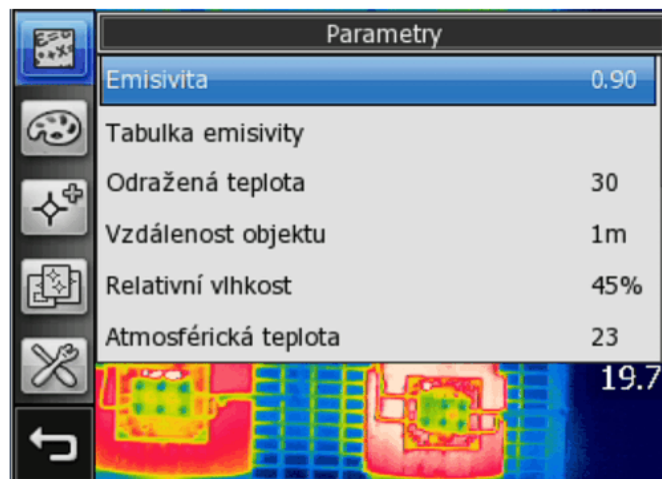 Parametry
Emisivita 0.90
Tabulka emisivity
Odražená teplota 30
Vzdálenost objektu 1m
Relativní vlhkost 45%
Atmosférická teplota 23
19.7